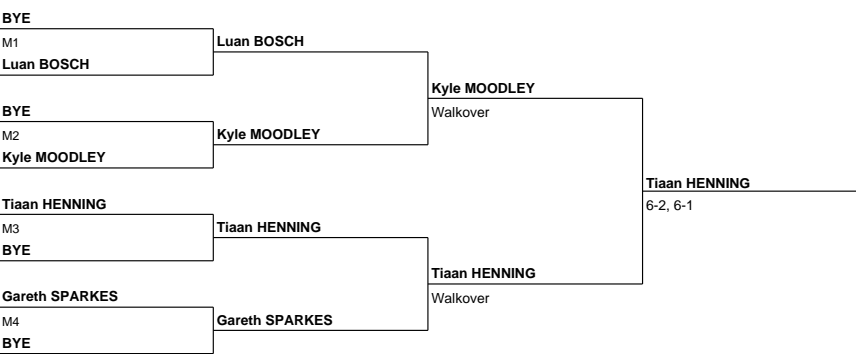 BYE
M1
Luan BOSCH
Luan BOSCH
BYE
M2
Kyle MOODLEY
Kyle MOODLEY
Kyle MOODLEY
Walkover
Tiaan HENNING
M3
BYE
Tiaan HENNING
Gareth SPARKES
M4
BYE
Gareth SPARKES
Tiaan HENNING
Walkover
Tiaan HENNING
6-2, 6-1